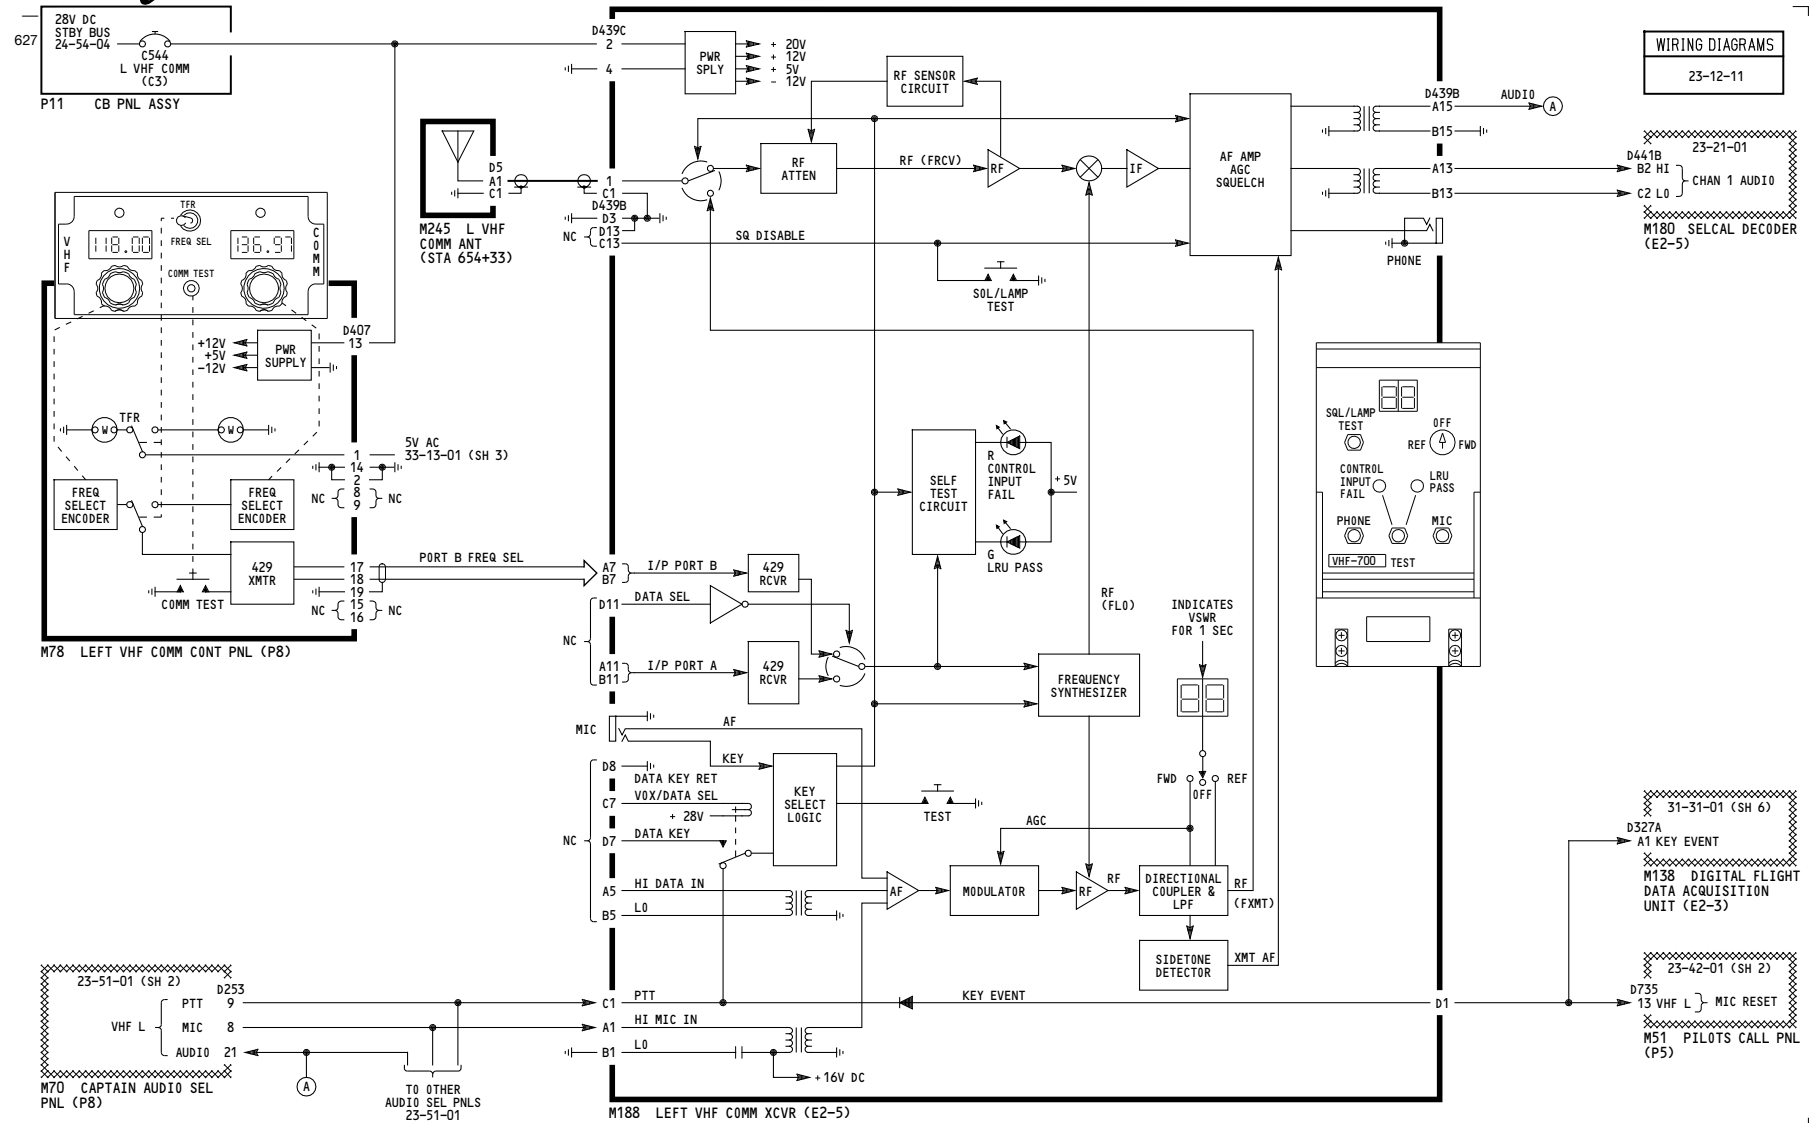 627
28V DC
STBY BUS
24-54-04
C544
L VHF COMM
(C3)
P11 CB PNL ASSY
D439C
2
4
PWR
SPLY
+ 20V
+ 12V
+ 5V
- 12V
RF SENSOR
CIRCUIT
WIRING DIAGRAMS
23-12-11
D439B
A15
AUDIO
A
B15
A13
B13
23-21-01
D441B
B2 HI
C2 LO
CHAN 1 AUDIO
M180 SELCAL DECODER
(E2-5)
D5
A1
C1
M245 L VHF
COMM ANT
(STA 654+33)
1
C1
D439B
D3
D13
C13
NC
RF
ATTEN
RF (FRCV)
RF
IF
AF AMP
AGC
SQUELCH
SQ DISABLE
SQL/LAMP
TEST
PHONE
VHF
COMM
TFR
118.00
136.97
FREQ SEL
COMM TEST
D407
13
+12V
+5V
-12V
PWR
SUPPLY
W
TFR
W
1
5V AC
33-13-01 (SH 3)
14
2
NC
8
9
NC
FREQ
SELECT
ENCODER
FREQ
SELECT
ENCODER
429
XMTR
COMM TEST
17
18
19
NC
15
16
NC
PORT B FREQ SEL
M78 LEFT VHF COMM CONT PNL (P8)
A7
B7
I/P PORT B
429
RCVR
D11
DATA SEL
NC
A11
B11
I/P PORT A
429
RCVR
SELF
TEST
CIRCUIT
R
CONTROL
INPUT
FAIL
+5V
G
LRU PASS
RF
(FLO)
INDICATES
VSWR
FOR 1 SEC
FREQUENCY
SYNTHESIZER
SQL/LAMP
TEST
OFF
REF
FWD
CONTROL
INPUT
FAIL
LRU
PASS
PHONE
MIC
VHF-700
TEST
MIC
AF
KEY
D8
DATA KEY RET
C7
VOX/DATA SEL
+ 28V
NC
D7
DATA KEY
KEY
SELECT
LOGIC
TEST
FWD
OFF
REF
AGC
A5
HI DATA IN
B5
LO
AF
MODULATOR
RF
RF
DIRECTIONAL
COUPLER &
LPF
RF
(FXMT)
SIDETONE
DETECTOR
XMT AF
31-31-01 (SH 6)
D327A
A1 KEY EVENT
M138 DIGITAL FLIGHT
DATA ACQUISITION
UNIT (E2-3)
23-51-01 (SH 2)
D253
PTT 9
VHF L
MIC 8
AUDIO 21
M70 CAPTAIN AUDIO SEL
PNL (P8)
A
TO OTHER
AUDIO SEL PNLS
23-51-01
C1
PTT
KEY EVENT
D1
A1
HI MIC IN
B1
LO
+16V DC
23-42-01 (SH 2)
D735
13 VHF L
MIC RESET
M51 PILOTS CALL PNL
(P5)
M188 LEFT VHF COMM XCVR (E2-5)